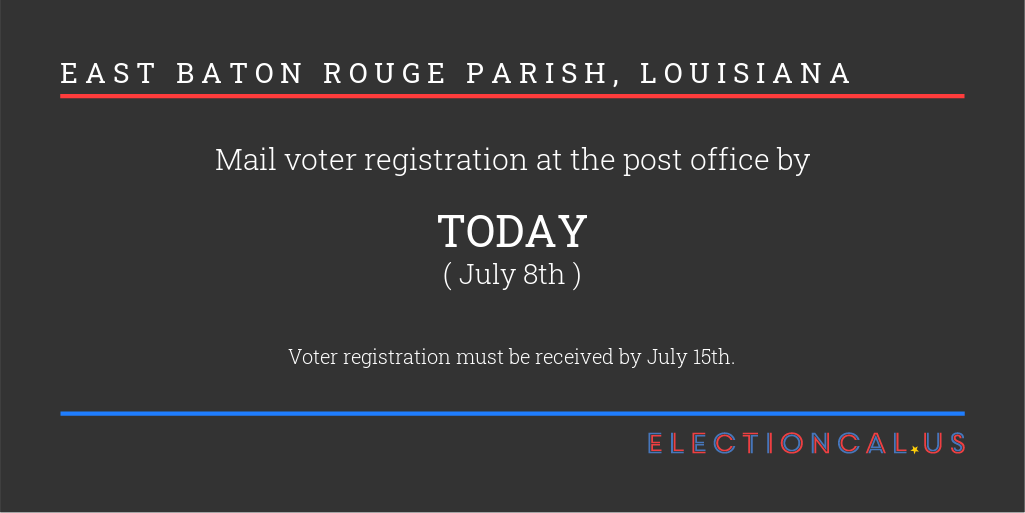 EAST BATON ROUGE PARISH, LOUISIANA
Mail voter registration at the post office by
TODAY
( July 8th )
Voter registration must be received by July 15th.
ELECTIONCAL.US